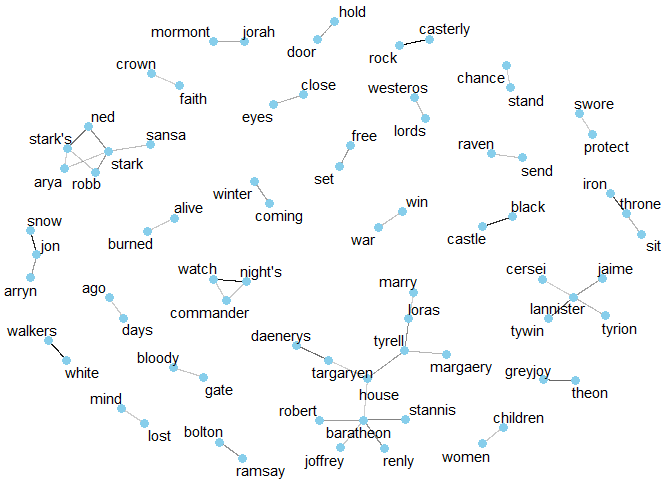 hold
mormont jorah casterly
door rock
crown close westeros chance
faith eyes stand
ned swore
stark's sansa free lords raven protect
stark
arya robb set send iron
winter throne
alive win black
snow coming sit
jon burned war castle
watch night's cersei jaime
arryn ago marry lannister
commander
days loras tywin tyrion
walkers daenerys tyrell
white bloody targaryen margaery greyjoy
gate house theon
mind robert stannis children
lost bolton baratheon
ramsay joffrey renly women